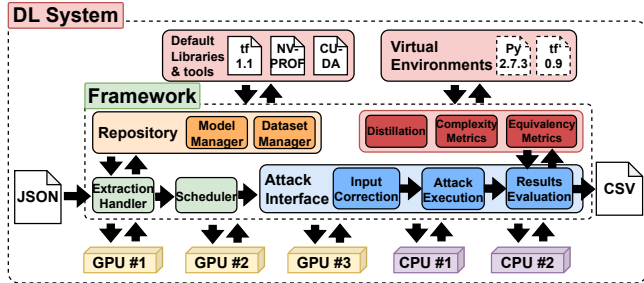 DL System
Default
Libraries
& tools
tf
1.1
NV-
PROF
CU-
DA
Virtual
Environments
Py
2.7.3
tf'
0.9
Framework
Repository
Model
Manager
Dataset
Manager
Distillation
Complexity
Metrics
Equivalency
Metrics
JSON
Extraction
Handler
Scheduler
Attack
Interface
Input
Correction
Attack
Execution
Results
Evaluation
CSV
GPU #1
GPU #2
GPU #3
CPU #1
CPU #2